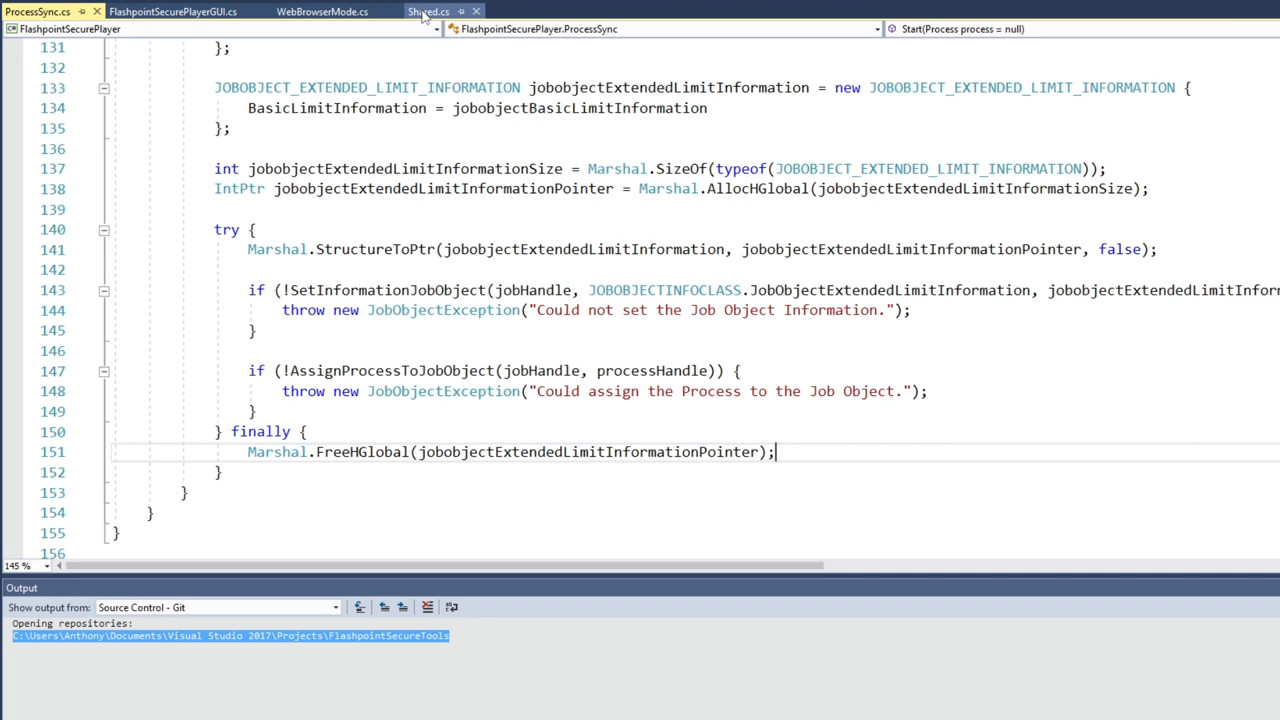 ProcessSync.cs FlashpointSecurePlayerGUI.cs WebBrowserMode.cs Shared.cs
FlashpointSecurePlayer FlashpointSecurePlayer.ProcessSync Start(Process process = null)
131 };
132
133 JOBOBJECT_EXTENDED_LIMIT_INFORMATION jobobjectExtendedLimitInformation = new JOBOBJECT_EXTENDED_LIMIT_INFORMATION {
134 BasicLimitInformation = jobobjectBasicLimitInformation
135 };
136
137 int jobobjectExtendedLimitInformationSize = Marshal.SizeOf(typeof(JOBOBJECT_EXTENDED_LIMIT_INFORMATION));
138 IntPtr jobobjectExtendedLimitInformationPointer = Marshal.AllocHGlobal(jobobjectExtendedLimitInformationSize);
139
140 try {
141 Marshal.StructureToPtr(jobobjectExtendedLimitInformation, jobobjectExtendedLimitInformationPointer, false);
142
143 if (!SetInformationJobObject(jobHandle, JOBOBJECTINFOCLASS.JobObjectExtendedLimitInformation, jobobjectExtendedLimitInfor
144 throw new JobObjectException("Could not set the Job Object Information.");
145 }
146
147 if (!AssignProcessToJobObject(jobHandle, processHandle)) {
148 throw new JobObjectException("Could assign the Process to the Job Object.");
149 }
150 } finally {
151 Marshal.FreeHGlobal(jobobjectExtendedLimitInformationPointer);
152 }
153 }
154 }
155 }
156
145 %
Output
Show output from: Source Control - Git
Opening repositories:
C:\Users\Anthony\Documents\Visual Studio 2017\Projects\FlashpointSecureTools